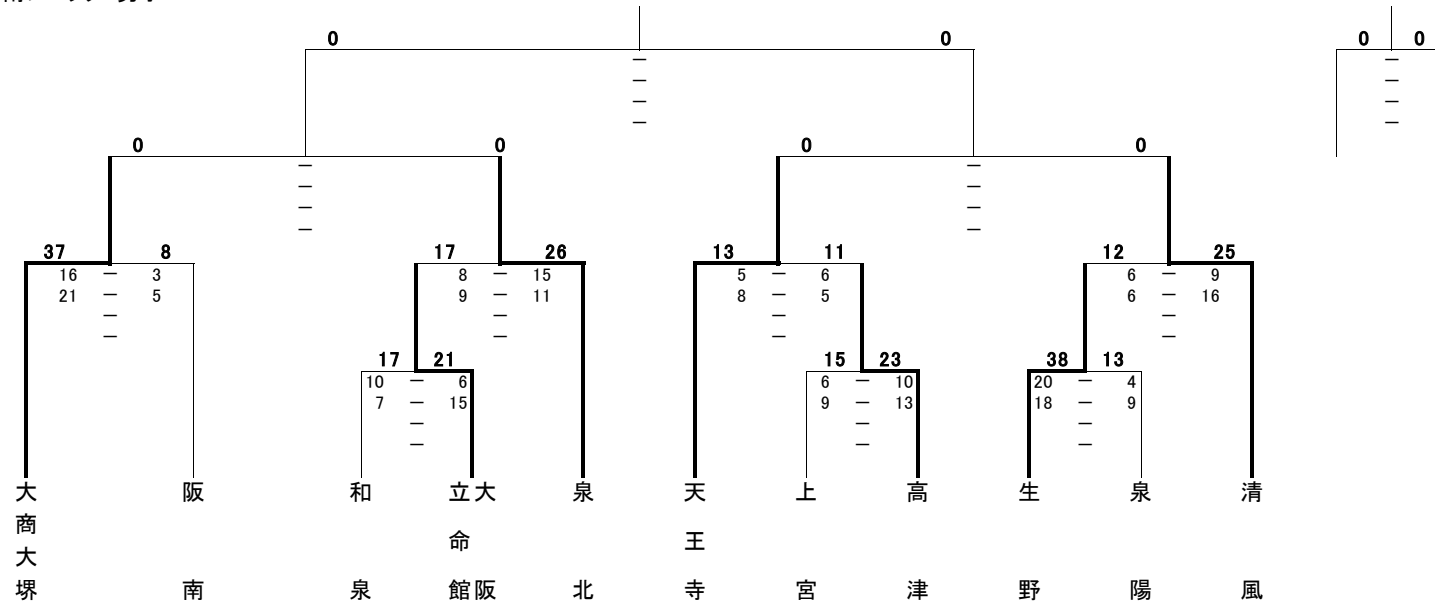 0 0 0 0
0 0 0 0
37 8 17 26 13 11 12 25
16 — 3 8 — 15 5 — 6 6 — 9
21 — 5 9 — 11 8 — 5 6 — 16
17 21 15 23 38 13
10 — 6 6 — 10 20 — 4
7 — 15 9 — 13 18 — 9
大商大堺
阪南
和泉
立命館
大阪
泉北
天王寺
上宮
高津
生野
泉陽
清風